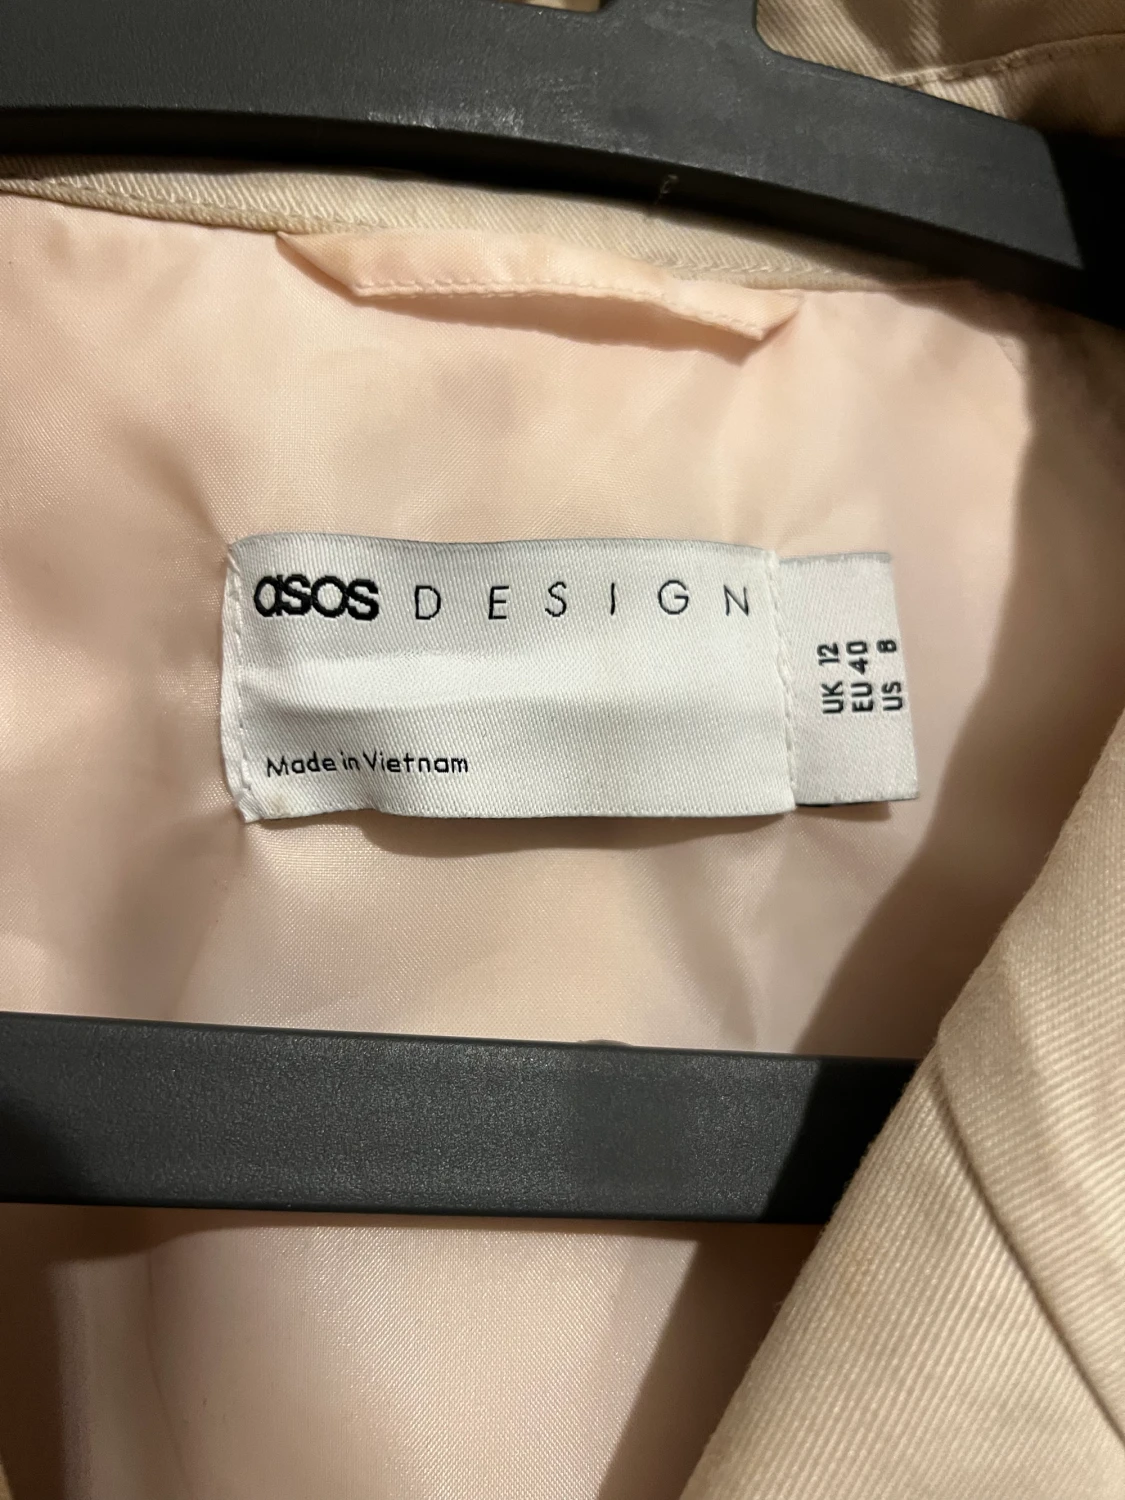 asos DESIGN
Made in Vietnam
UK 12
EU 40
US 8